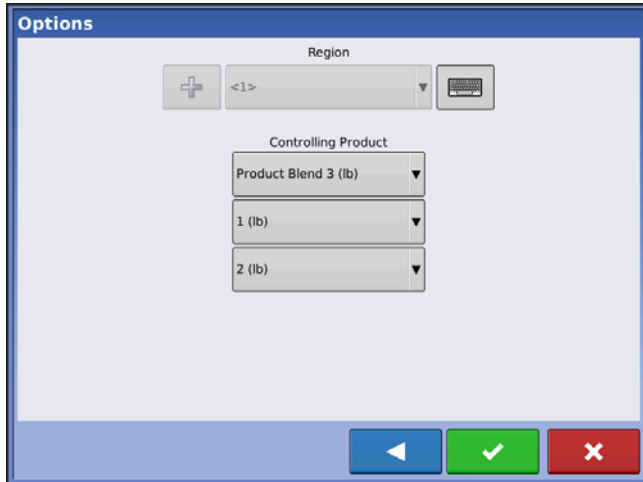 Options
Region
<1>
Controlling Product
Product Blend 3 (lb)
1 (lb)
2 (lb)